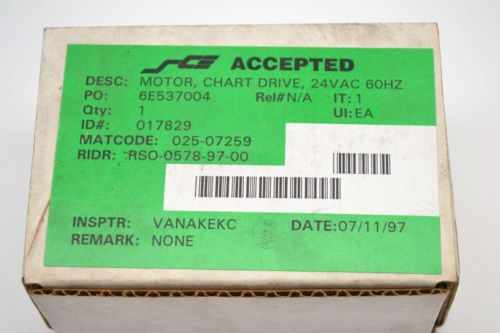 SCE ACCEPTED
DESC: MOTOR, CHART DRIVE, 24VAC 60HZ
PO: 6E537004 Rel# N/A IT: 1
Qty: 1 UI: EA
ID#: 017829
MATCODE: 025-07259
RIDR: RSO-0578-97-00
INSPTR: VANAKEKC DATE: 07/11/97
REMARK: NONE